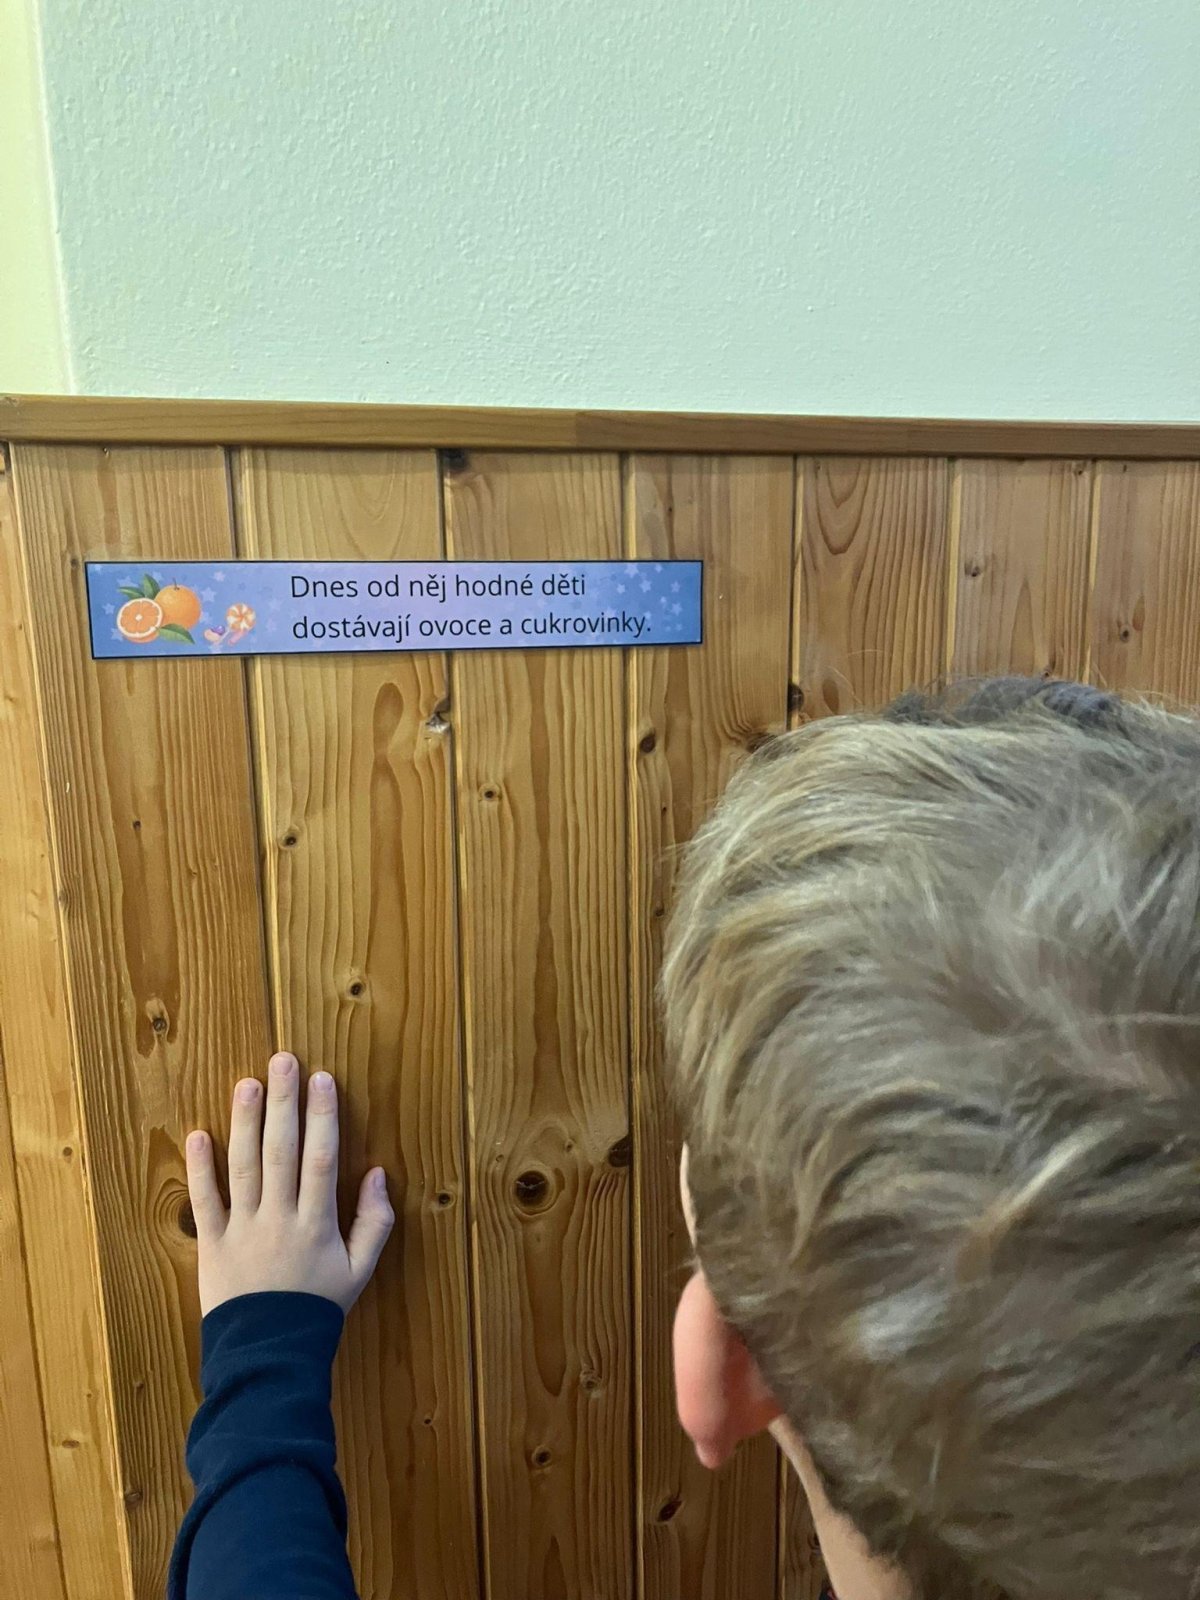 Dnes od něj hodné děti
dostávají ovoce a cukrovinky.